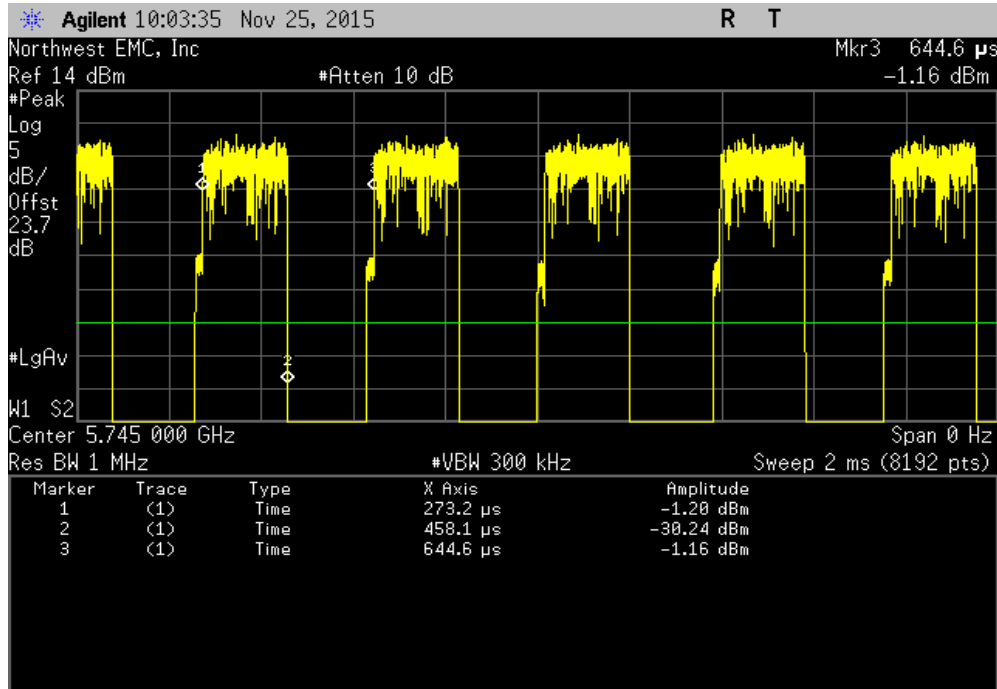 Agilent 10:03:35 Nov 25, 2015 R T
Northwest EMC, Inc Mkr3 644.6 µs
Ref 14 dBm #Atten 10 dB -1.16 dBm
#Peak
Log
5
dB/
Offst
23.7
dB
1
3
2
#LgAv
W1 S2
Center 5.745 000 GHz Span 0 Hz
Res BW 1 MHz #VBW 300 kHz Sweep 2 ms (8192 pts)
Marker Trace Type X Axis Amplitude
1 (1) Time 273.2 µs -1.20 dBm
2 (1) Time 458.1 µs -30.24 dBm
3 (1) Time 644.6 µs -1.16 dBm